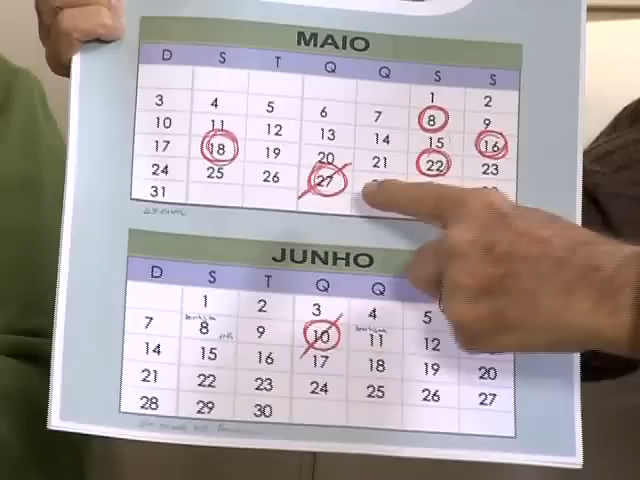 MAIO
D S T Q Q S S
1 2
3 4 5 6 7 8 9
10 11 12 13 14 15 16
17 18 19 20 21 22 23
24 25 26 27
31
JUNHO
D S T Q Q
1 2 3 4 5
7 8 9 10 11 12
14 15 16 17 18 19 20
21 22 23 24 25 26 27
28 29 30